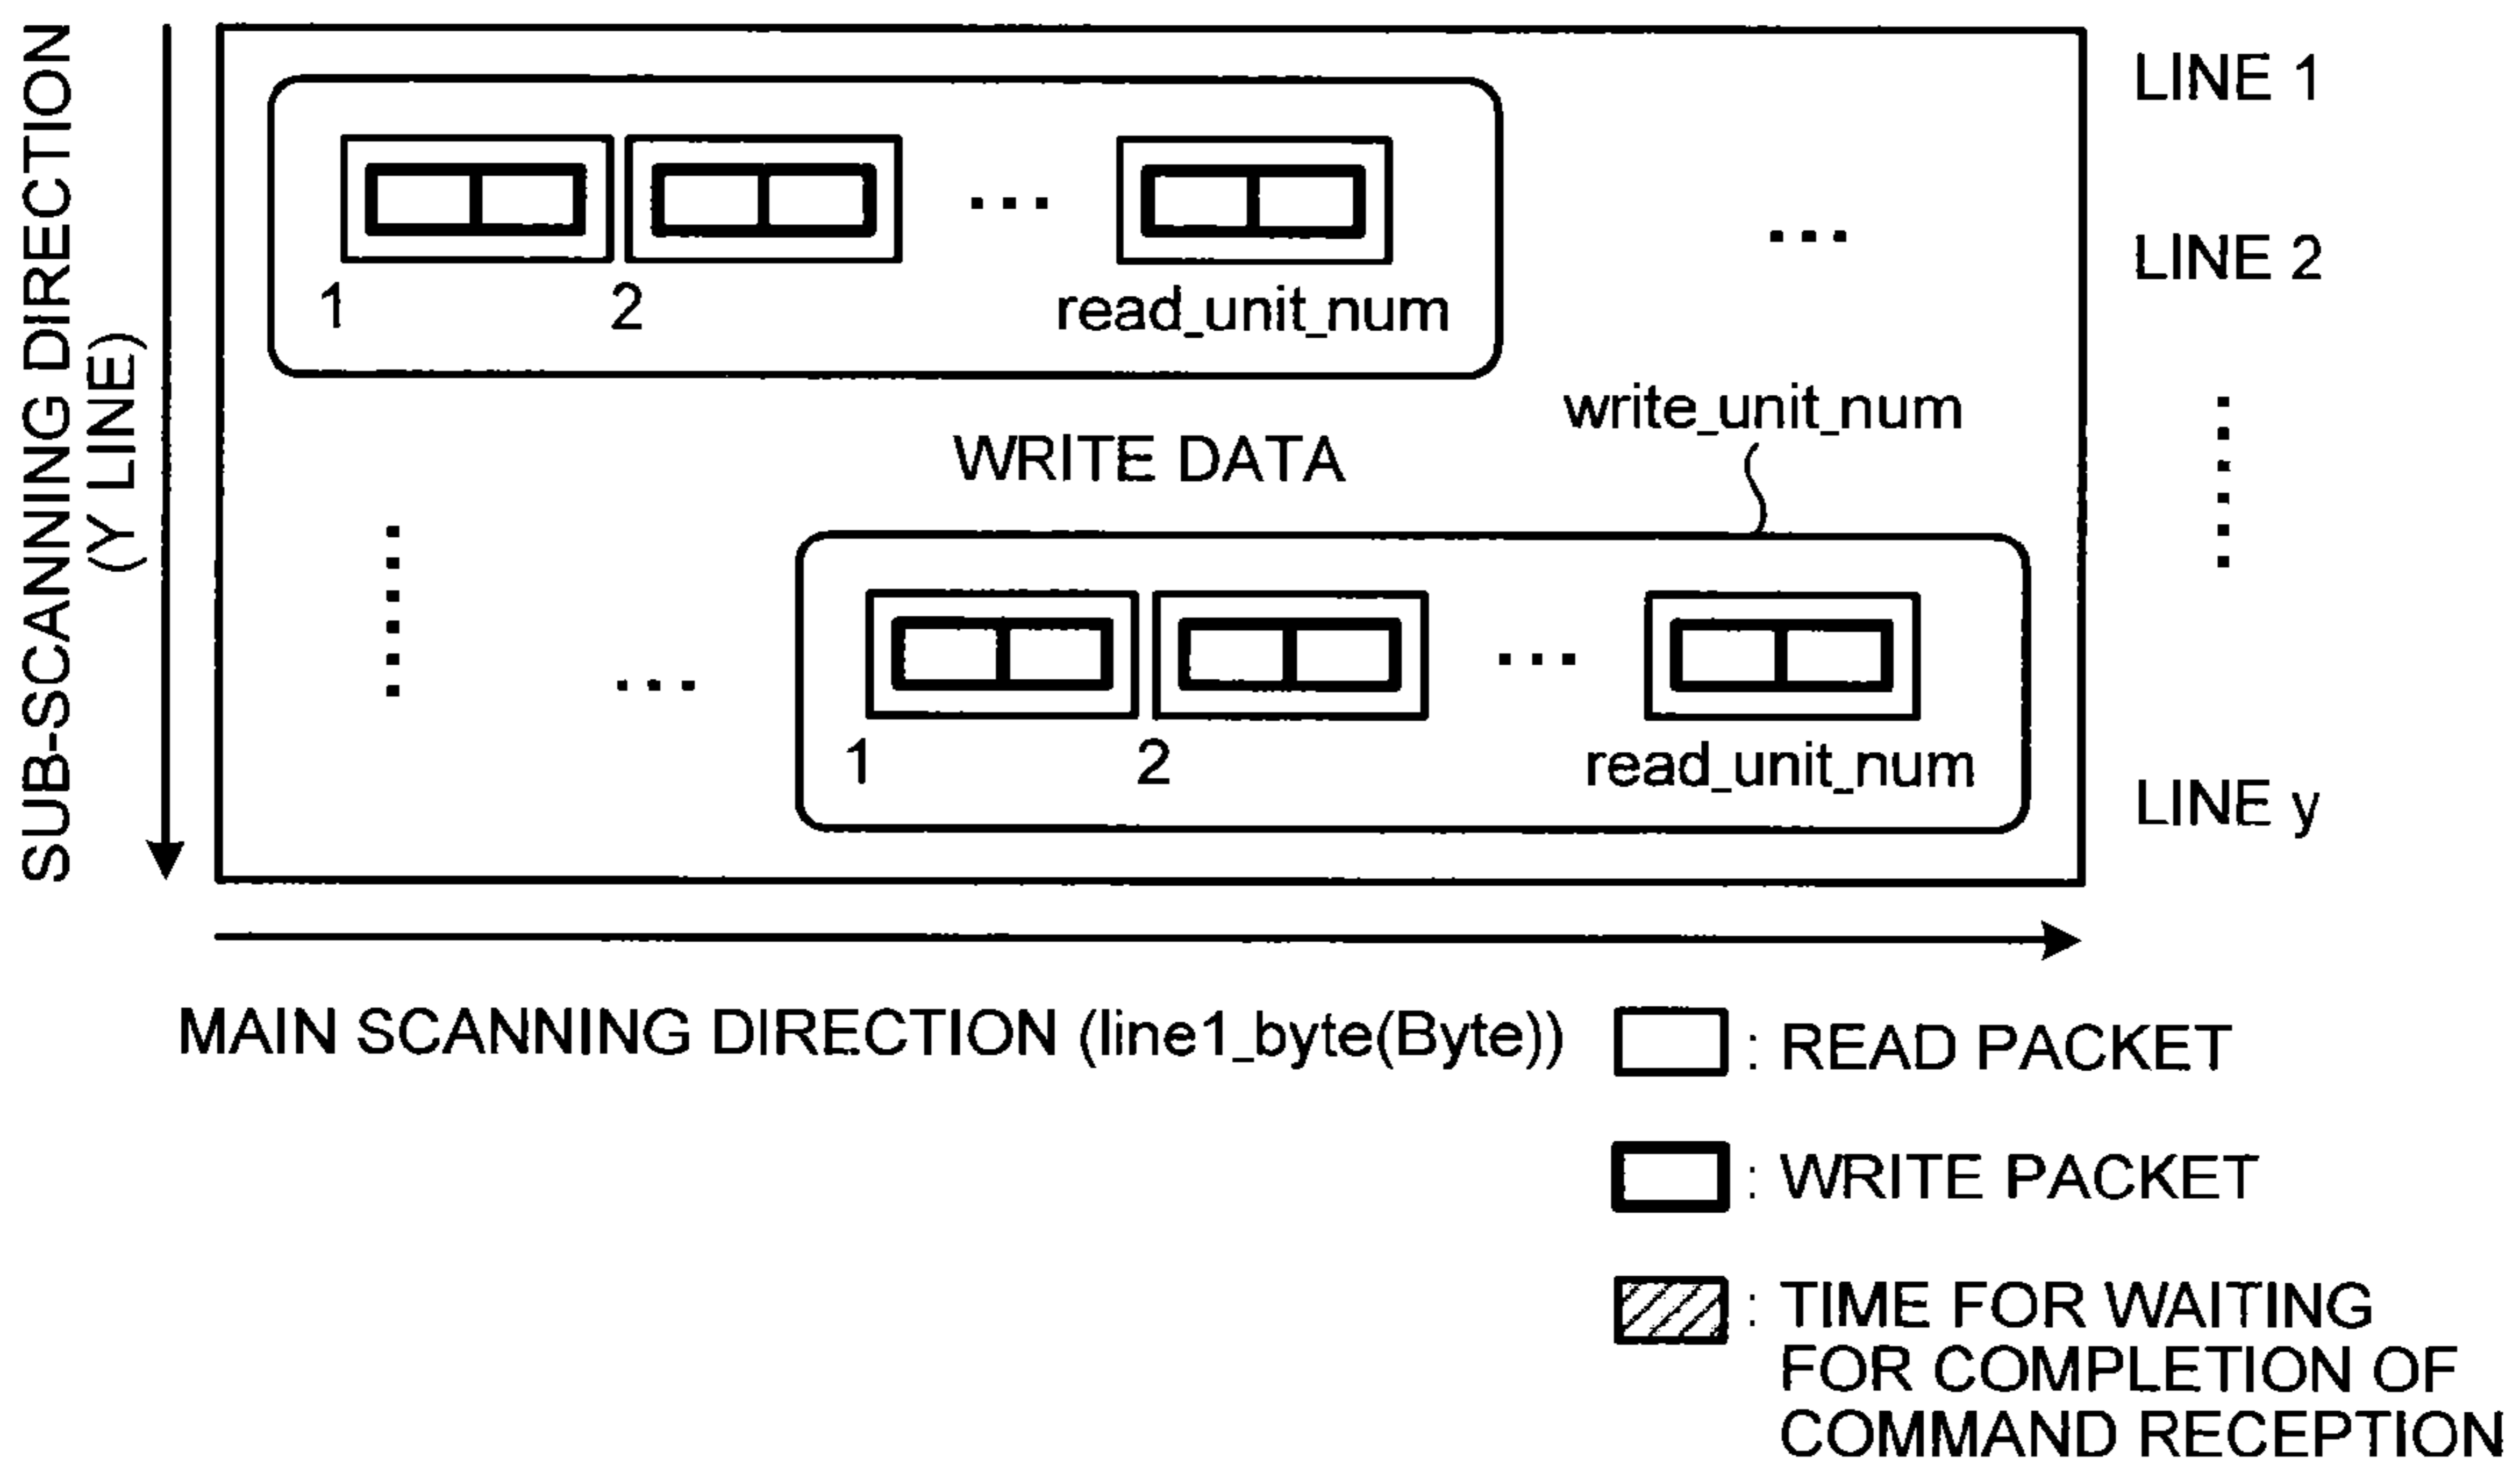 SUB-SCANNING DIRECTION
(Y LINE)
LINE 1
LINE 2
1
2
...
read_unit_num
...
write_unit_num
WRITE DATA
...
1
2
...
read_unit_num
LINE y
MAIN SCANNING DIRECTION (line1_byte(Byte))
: READ PACKET
: WRITE PACKET
: TIME FOR WAITING
FOR COMPLETION OF
COMMAND RECEPTION